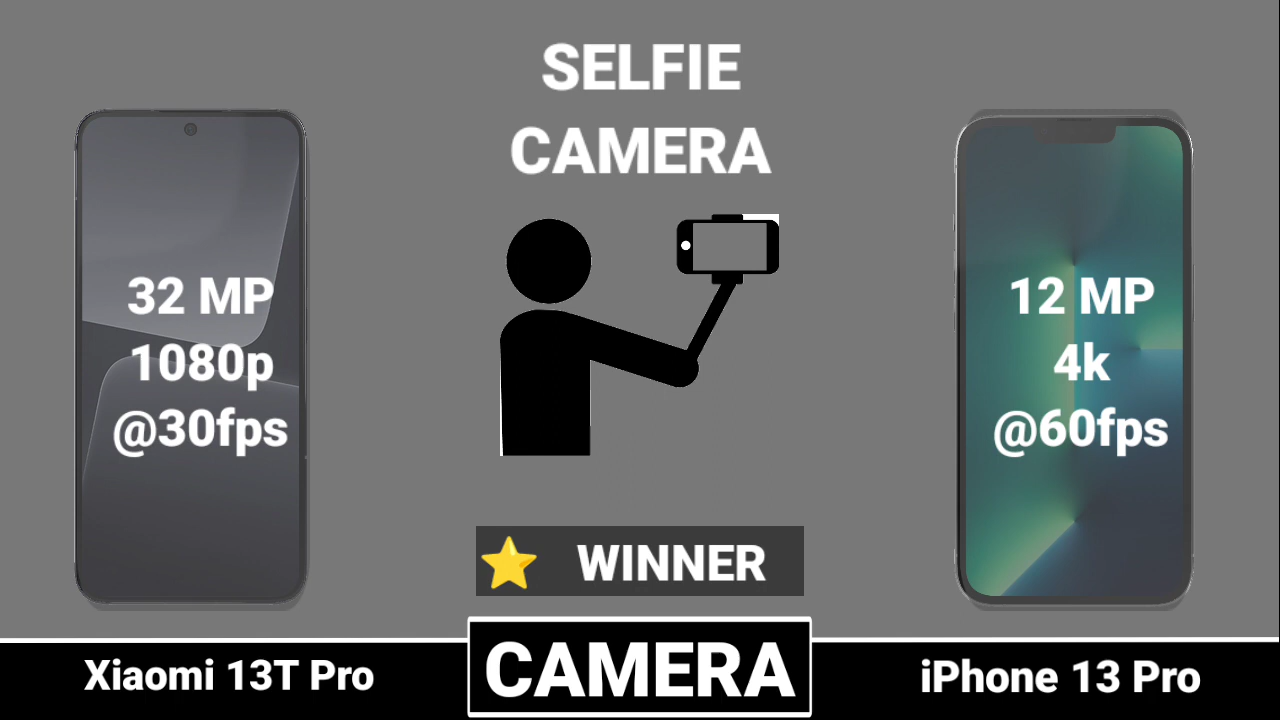 SELFIE
CAMERA
32 MP
1080p
@30fps
12 MP
4k
@60fps
WINNER
Xiaomi 13T Pro
CAMERA
iPhone 13 Pro